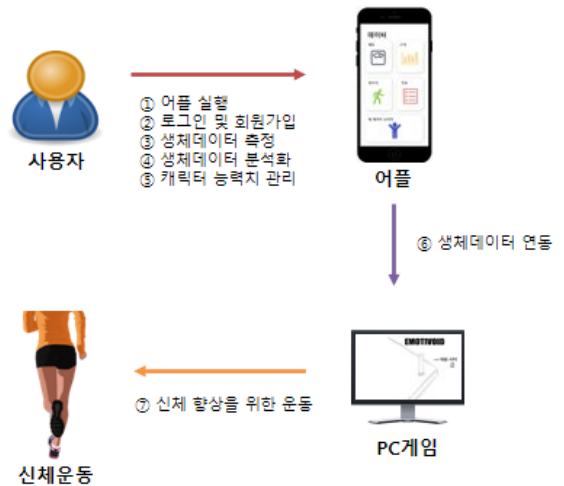 데이터
① 어플 실행
② 로그인 및 회원가입
③ 생체데이터 측정
④ 생체데이터 분석화
⑤ 캐릭터 능력치 관리
사용자
어플
⑥ 생체데이터 연동
EMOTIVOID
⑦ 신체 향상을 위한 운동
PC게임
신체운동